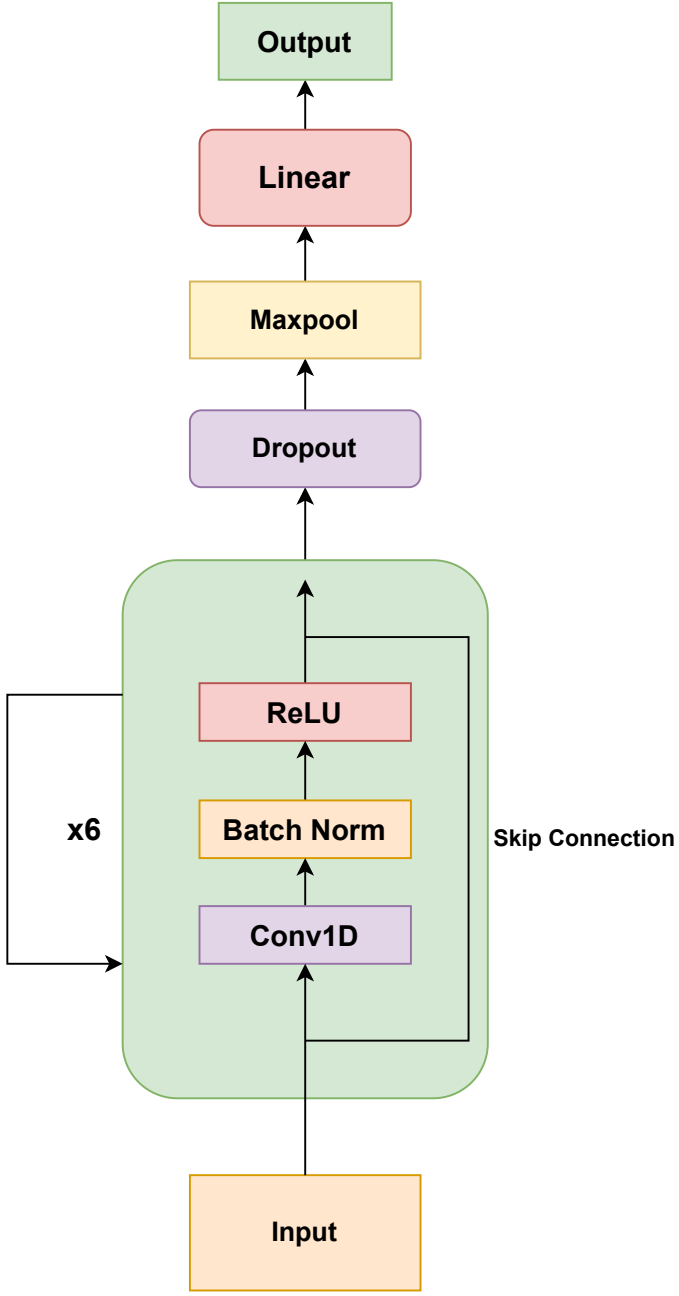 Output
Linear
Maxpool
Dropout
ReLU
x6
Batch Norm
Skip Connection
Conv1D
Input